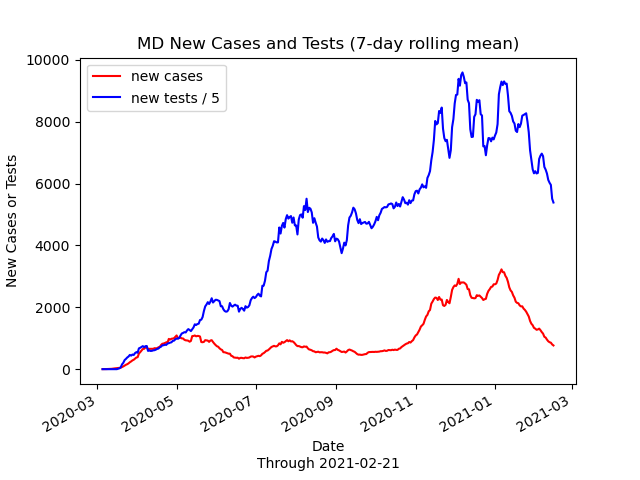 MD New Cases and Tests (7-day rolling mean)
new cases
new tests / 5
New Cases or Tests
10000
8000
6000
4000
2000
0
2020-03
2020-05
2020-07
2020-09
2020-11
2021-01
2021-03
Date
Through 2021-02-21